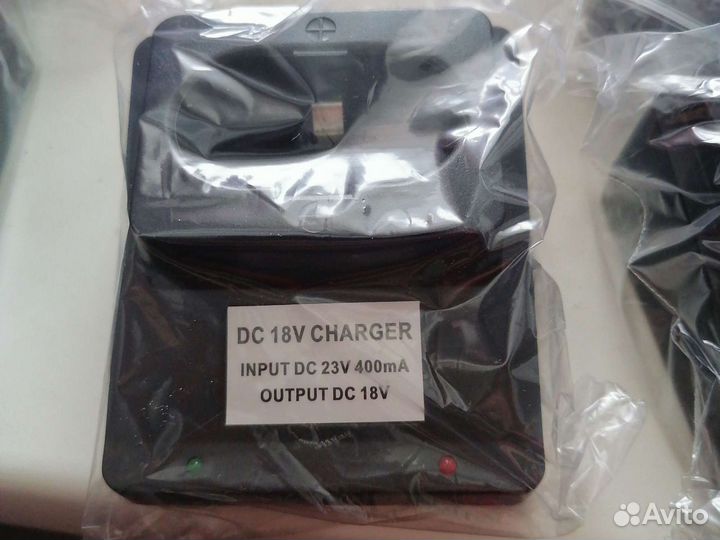 DC 18V CHARGER
INPUT DC 23V 400mA
OUTPUT DC 18V
Avito